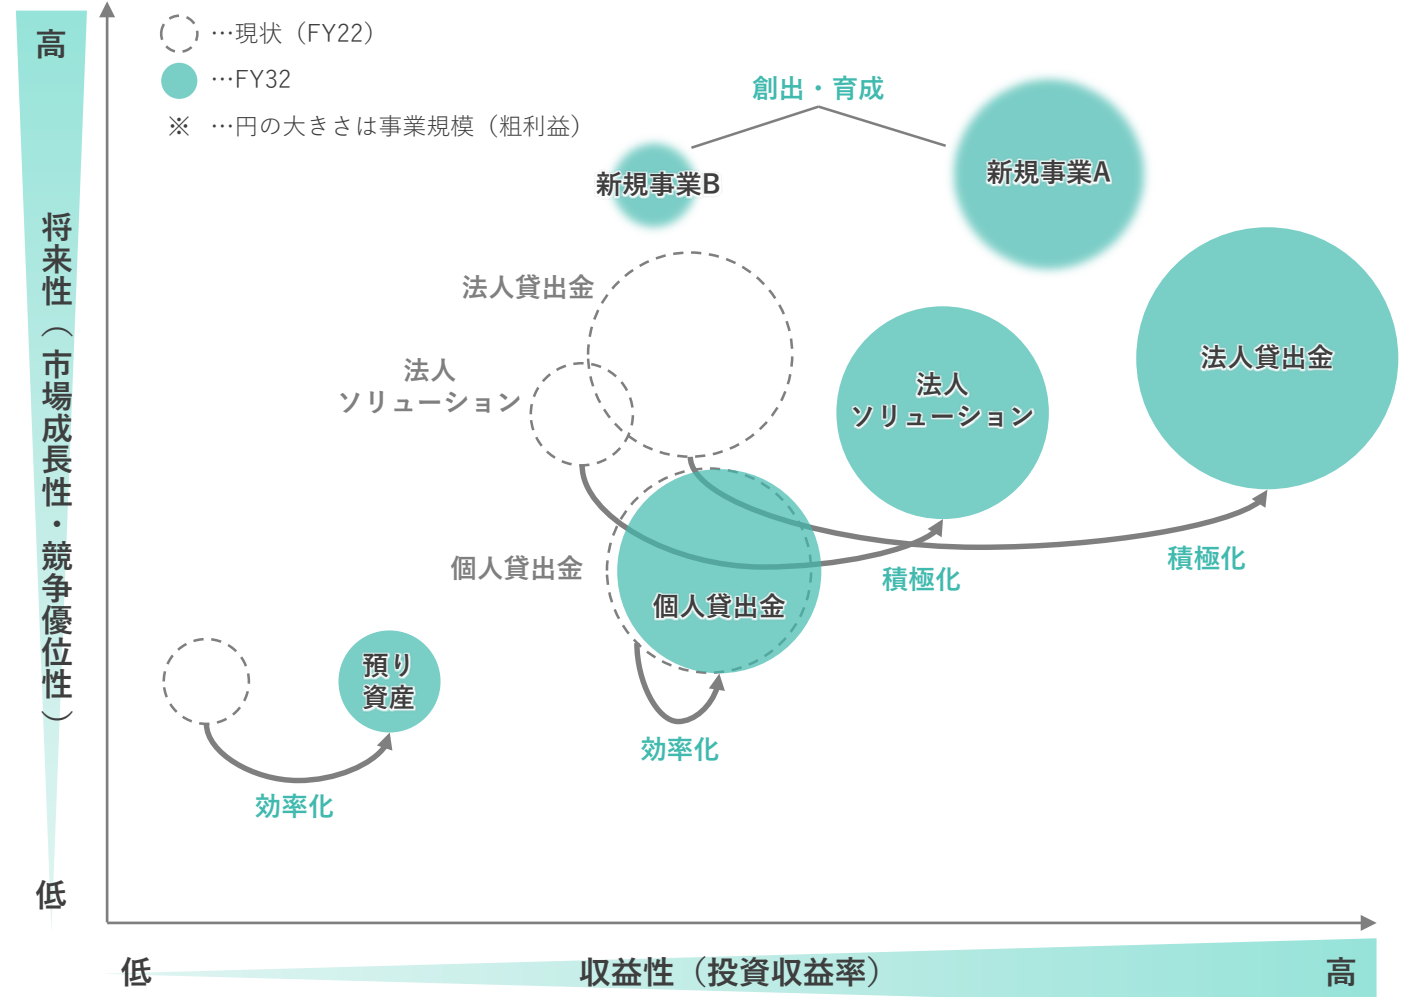 高
将来性（市場成長性・競争優位性）
低
…現状（FY22）
…FY32
※ …円の大きさは事業規模（粗利益）
創出・育成
新規事業B
新規事業A
法人貸出金
法人
ソリューション
法人
ソリューション
法人貸出金
個人貸出金
個人貸出金
積極化
積極化
預り
資産
効率化
効率化
低
収益性（投資収益率）
高